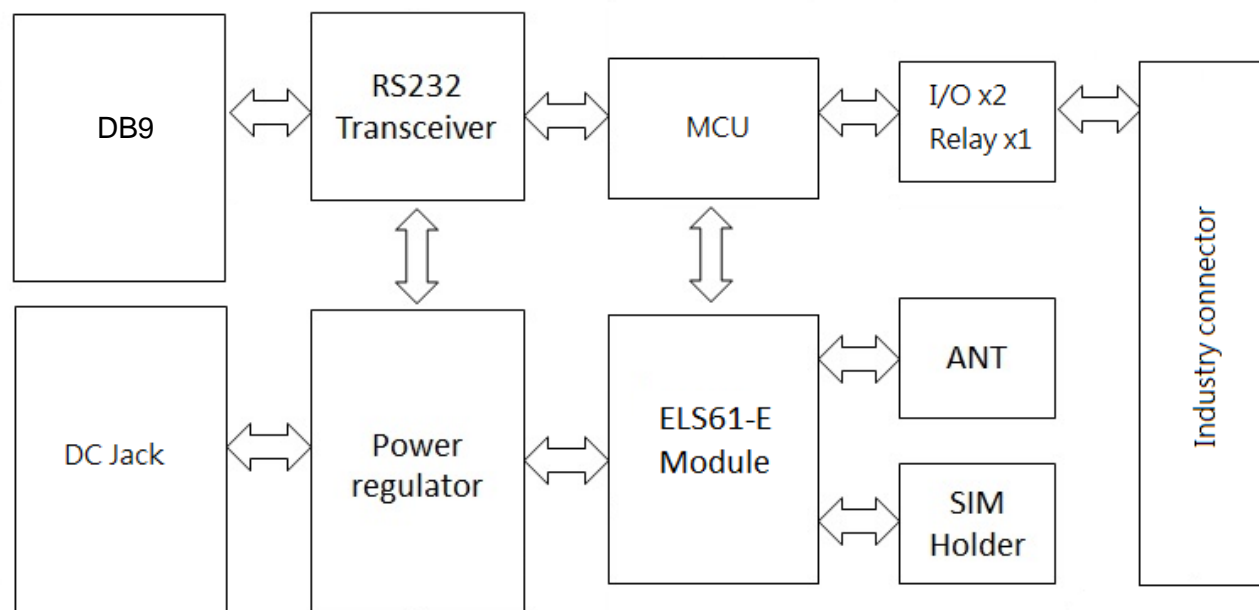 DB9
RS232
Transceiver
MCU
I/O x2
Relay x1
Industry connector
DC Jack
Power
regulator
ELS61-E
Module
ANT
SIM
Holder